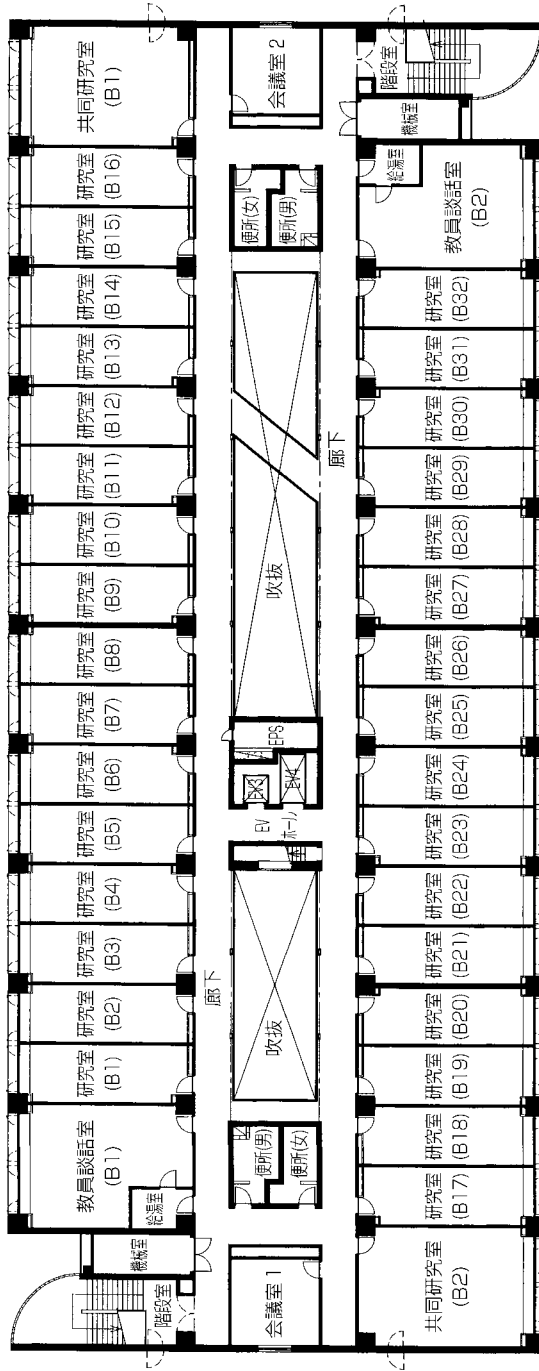 階段室
機械室
給湯室
教員談話室
(B1)
研究室
(B1)
研究室
(B2)
研究室
(B3)
研究室
(B4)
研究室
(B5)
研究室
(B6)
研究室
(B7)
研究室
(B8)
研究室
(B9)
研究室
(B10)
研究室
(B11)
研究室
(B12)
研究室
(B13)
研究室
(B14)
研究室
(B15)
研究室
(B16)
共同研究室
(B1)
廊下
会議室1
便所(男)
便所(女)
吹抜
EV
ホール
EV3
EV4
EPS
吹抜
廊下
便所(女)
便所(男)
会議室2
共同研究室
(B2)
研究室
(B17)
研究室
(B18)
研究室
(B19)
研究室
(B20)
研究室
(B21)
研究室
(B22)
研究室
(B23)
研究室
(B24)
研究室
(B25)
研究室
(B26)
研究室
(B27)
研究室
(B28)
研究室
(B29)
研究室
(B30)
研究室
(B31)
研究室
(B32)
教員談話室
(B2)
給湯室
機械室
階段室